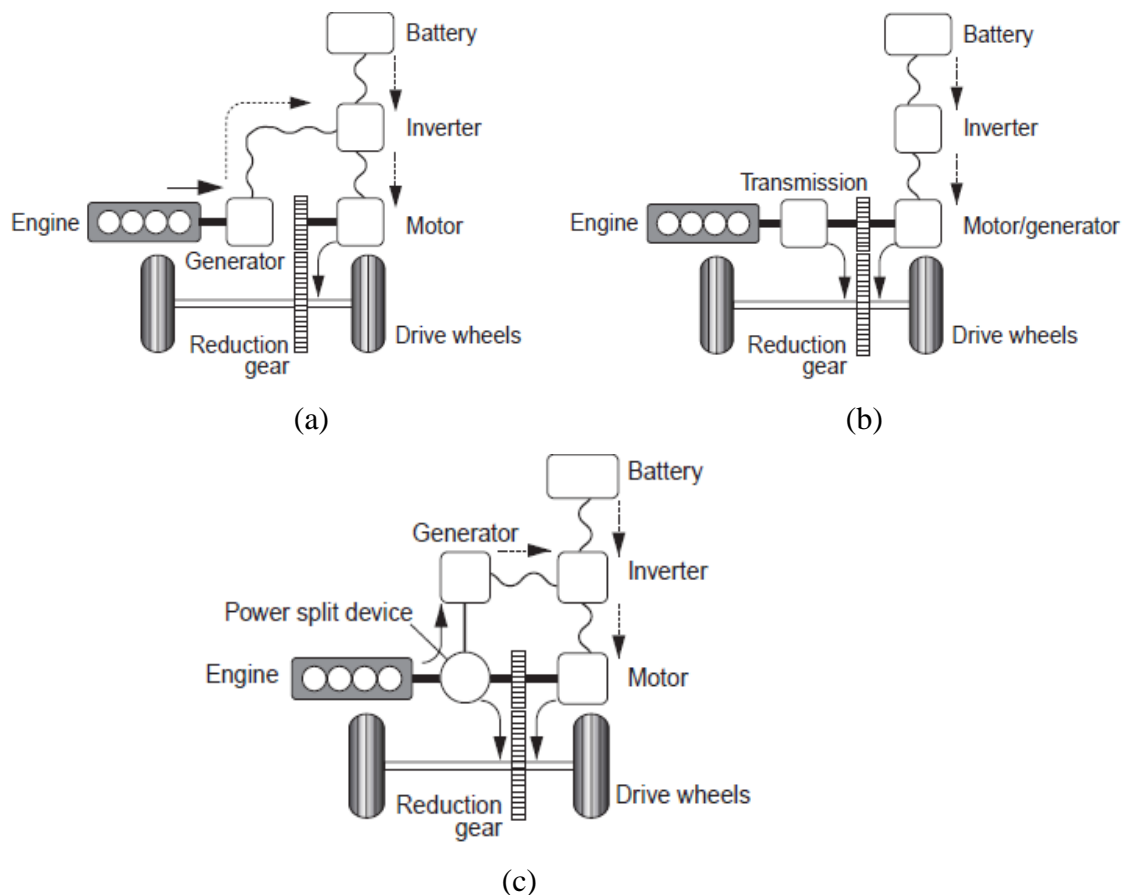 Battery
Inverter
Engine
Motor
Generator
Reduction
gear
Drive wheels
(a)
Battery
Inverter
Transmission
Engine
Motor/generator
Reduction
gear
Drive wheels
(b)
Battery
Generator
Inverter
Power split device
Engine
Motor
Reduction
gear
Drive wheels
(c)